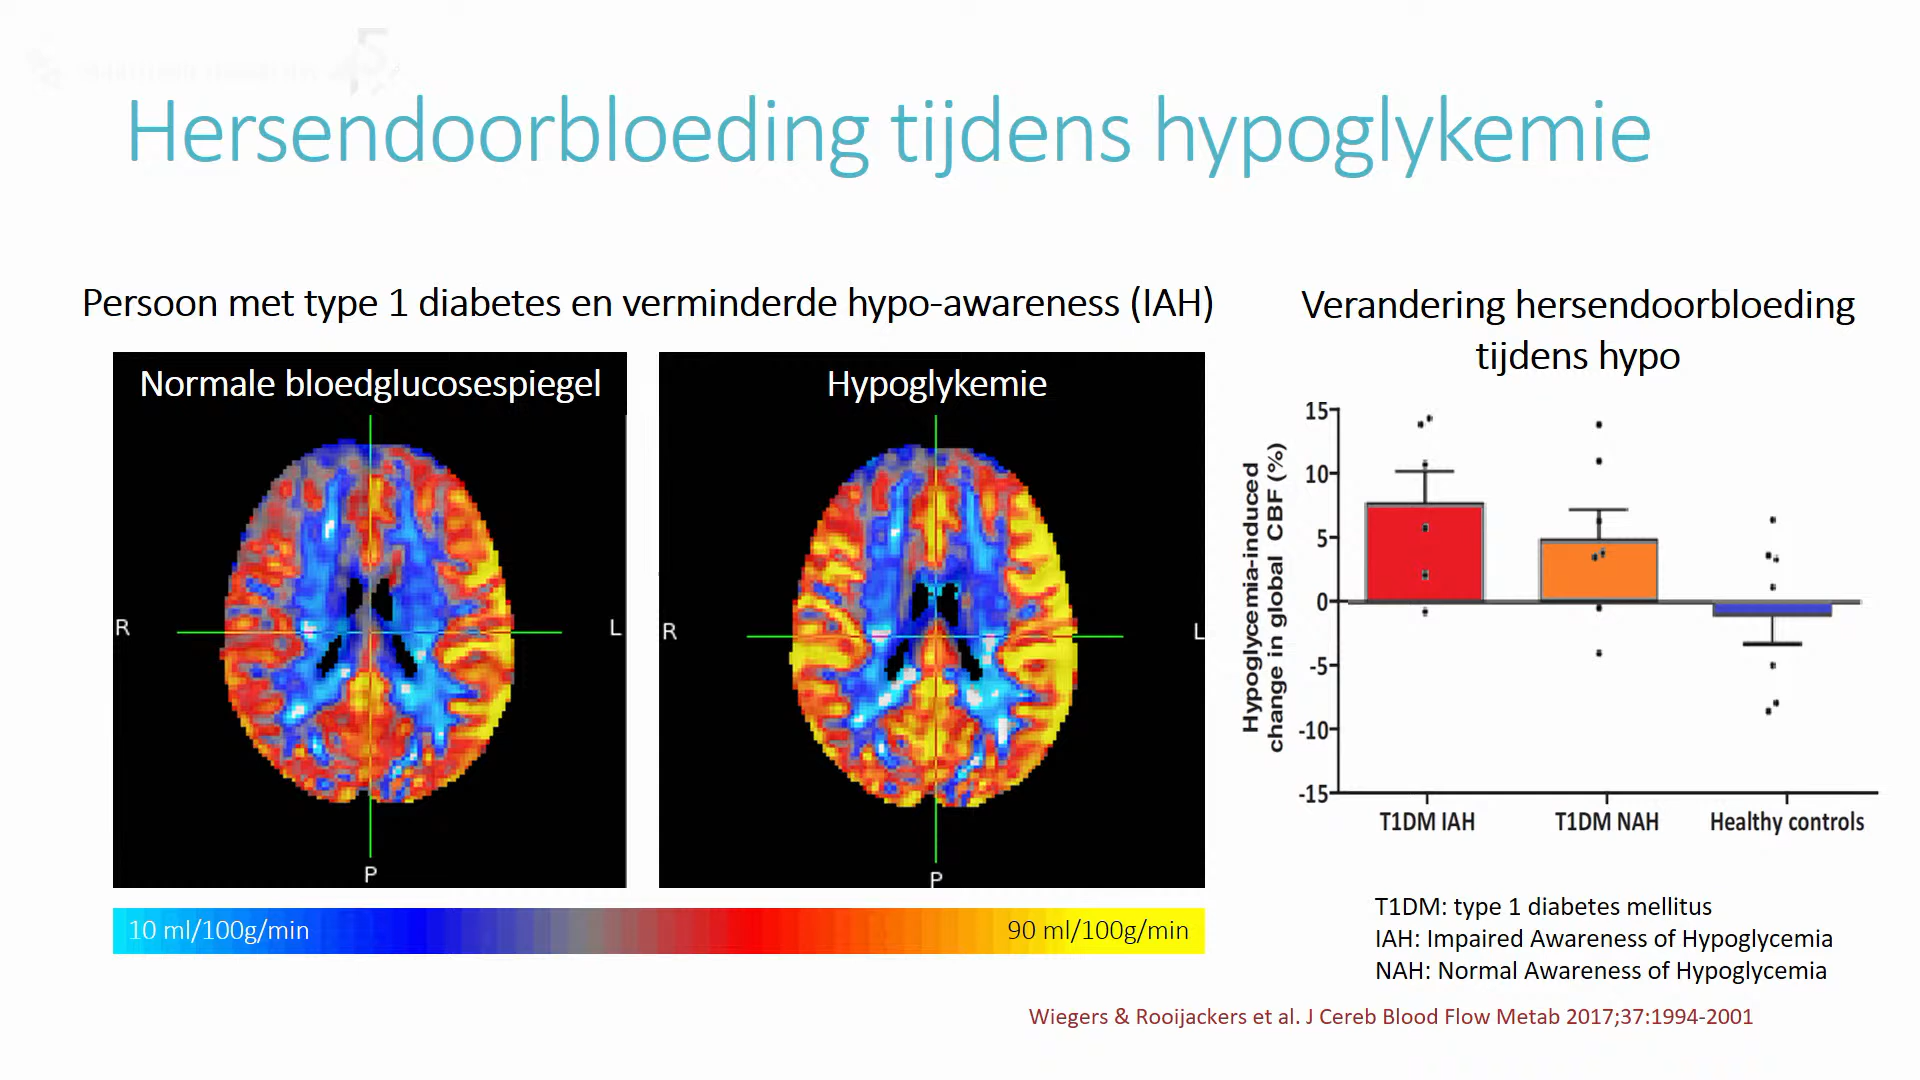 Hersendoorbloeding tijdens hypoglykemie
Persoon met type 1 diabetes en verminderde hypo-awareness (IAH)
Normale bloedglucosespiegel
R
L
P
Hypoglykemie
R
L
P
10 ml/100g/min
90 ml/100g/min
Verandering hersendoorbloeding
tijdens hypo
Hypoglycemia-induced
change in global CBF (%)
15
10
5
0
-5
-10
-15
T1DM IAH
T1DM NAH
Healthy controls
T1DM: type 1 diabetes mellitus
IAH: Impaired Awareness of Hypoglycemia
NAH: Normal Awareness of Hypoglycemia
Wiegers & Rooijackers et al. J Cereb Blood Flow Metab 2017;37:1994-2001